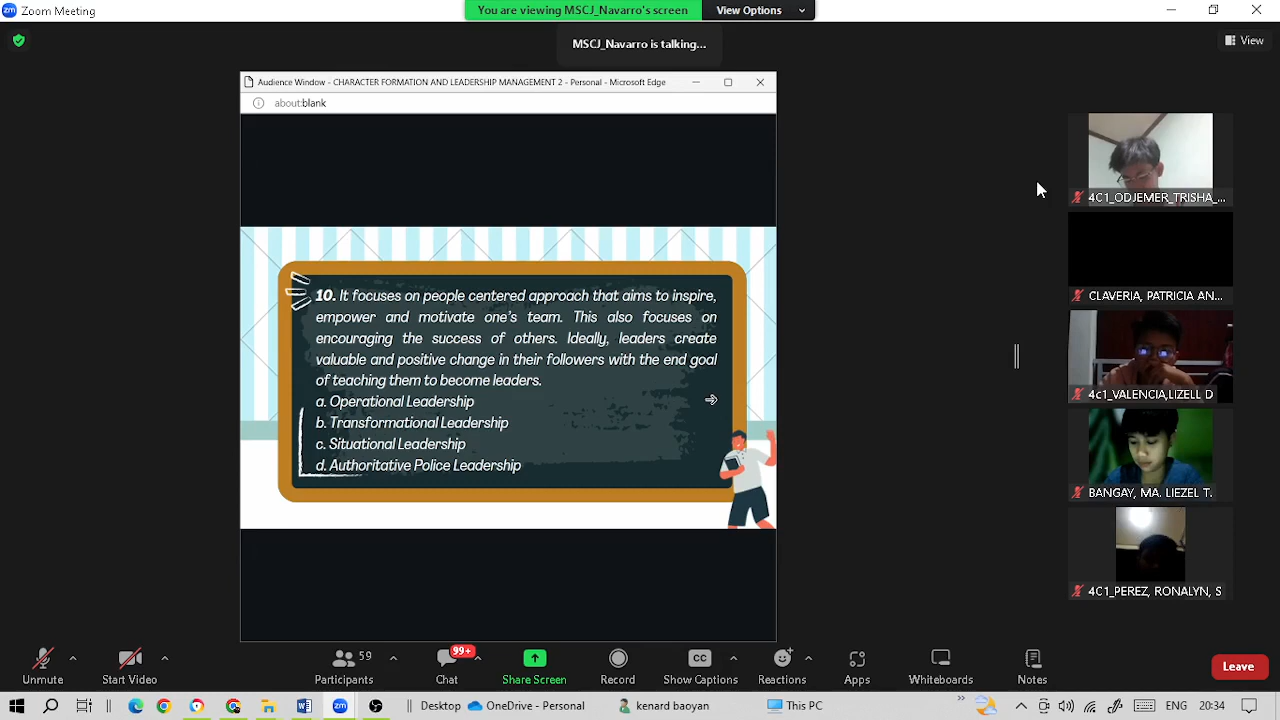 Zoom Meeting
You are viewing MSCJ_Navarro's screen
View Options
MSCJ_Navarro is talking...
View
Audience Window - CHARACTER FORMATION AND LEADERSHIP MANAGEMENT 2 - Personal - Microsoft Edge
about:blank
10. It focuses on people centered approach that aims to inspire,
empower and motivate one's team. This also focuses on
encouraging the success of others. Ideally, leaders create
valuable and positive change in their followers with the end goal
of teaching them to become leaders.
a. Operational Leadership
b. Transformational Leadership
c. Situational Leadership
d. Authoritative Police Leadership
4C1_ODJEMER_TRISHA_...
CLAVERIA, PATRICIA AN...
4c1_VALENCIA,LIZELL D
BANGAY, MA. LIEZEL T.
4C1_PEREZ, RONALYN, S
Unmute
Start Video
59
Participants
99+
Chat
Share Screen
Record
CC
Show Captions
Reactions
Apps
Whiteboards
Notes
Leave
Desktop
OneDrive - Personal
kenard baoyan
This PC
ENG
20:54